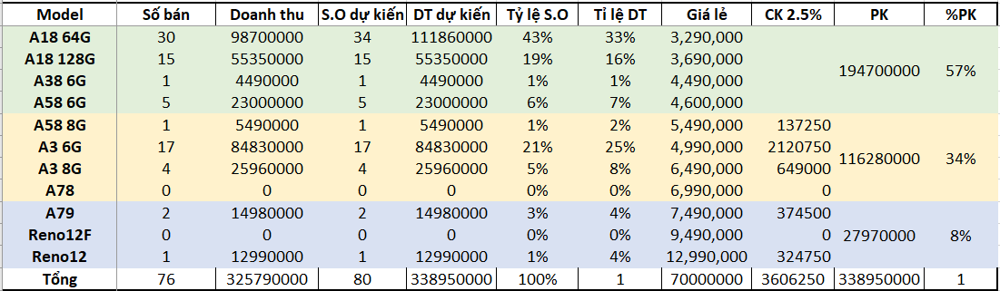 Model Số bán Doanh thu S.O dự kiến DT dự kiến Tỷ lệ S.O Tỉ lệ DT Giá lẻ CK 2.5% PK %PK
A18 64G 30 98700000 34 111860000 43% 33% 3,290,000
A18 128G 15 55350000 15 55350000 19% 16% 3,690,000
194700000 57%
A38 6G 1 4490000 1 4490000 1% 1% 4,490,000
A58 6G 5 23000000 5 23000000 6% 7% 4,600,000
A58 8G 1 5490000 1 5490000 1% 2% 5,490,000 137250
A3 6G 17 84830000 17 84830000 21% 25% 4,990,000 2120750
116280000 34%
A3 8G 4 25960000 4 25960000 5% 8% 6,490,000 649000
A78 0 0 0 0 0% 0% 6,990,000 0
A79 2 14980000 2 14980000 3% 4% 7,490,000 374500
Reno12F 0 0 0 0 0% 0% 9,490,000 0 27970000 8%
Reno12 1 12990000 1 12990000 1% 4% 12,990,000 324750
Tổng 76 325790000 80 338950000 100% 1 70000000 3606250 338950000 1